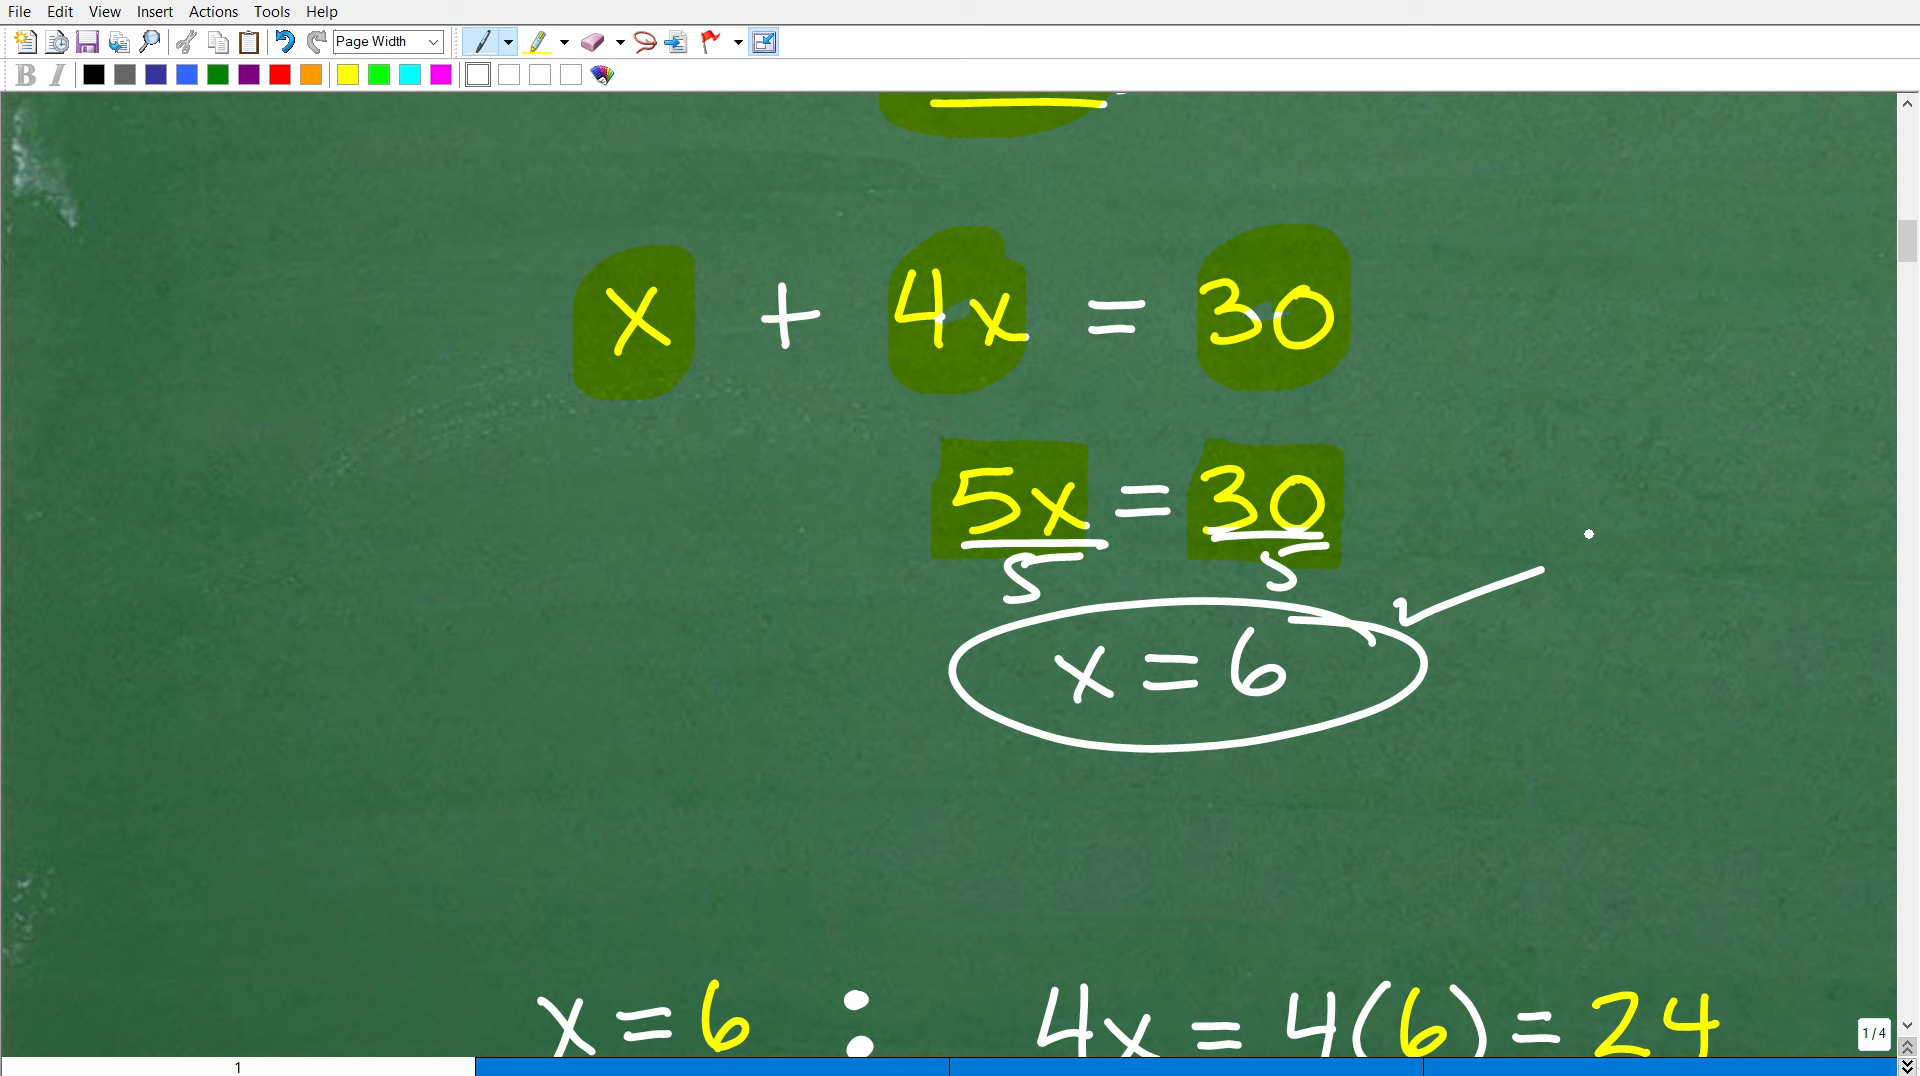 File Edit View Insert Actions Tools Help
Page Width
B I
x + 4x = 30
5x = 30
5 5
x = 6
x = 6 : 4x = 4(6) = 24
1 / 4
1